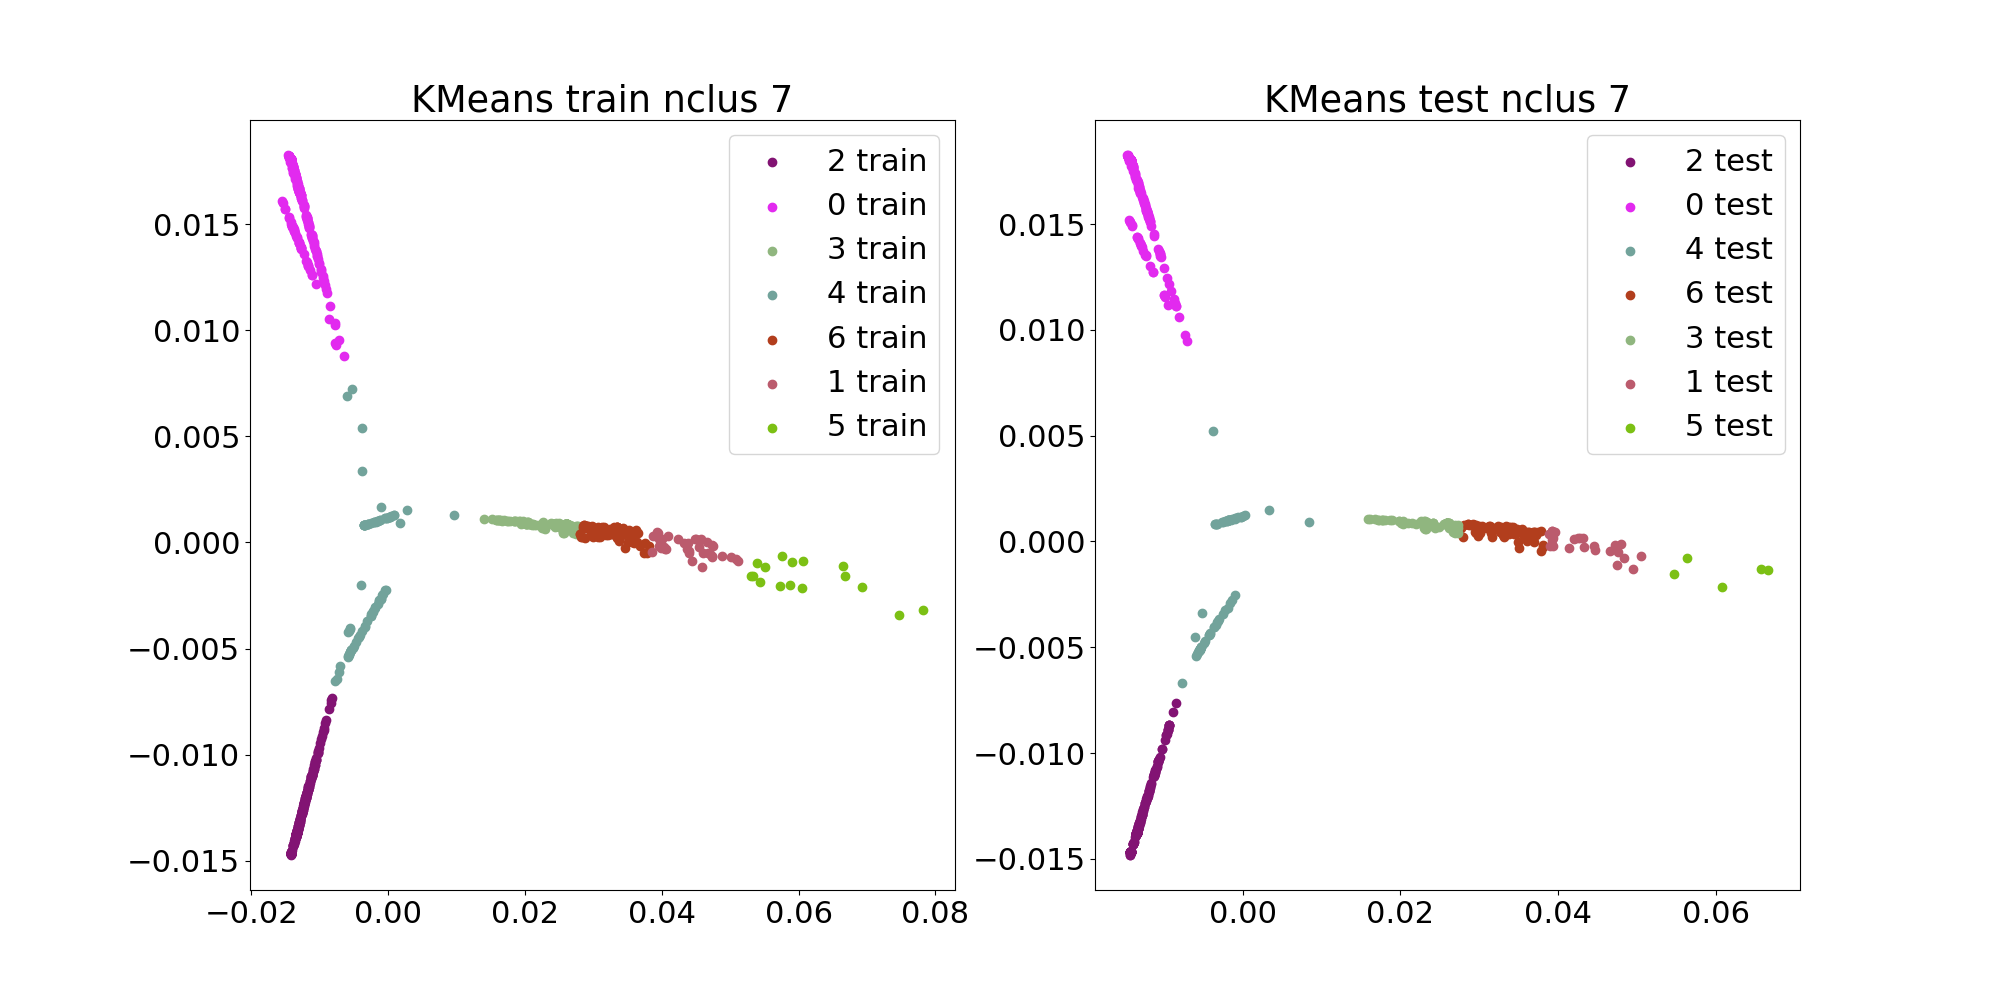 KMeans train nclus 7
2 train
0 train
3 train
4 train
6 train
1 train
5 train
0.015
0.010
0.005
0.000
−0.005
−0.010
−0.015
−0.02 0.00 0.02 0.04 0.06 0.08
KMeans test nclus 7
2 test
0 test
4 test
6 test
3 test
1 test
5 test
0.015
0.010
0.005
0.000
−0.005
−0.010
−0.015
0.00 0.02 0.04 0.06